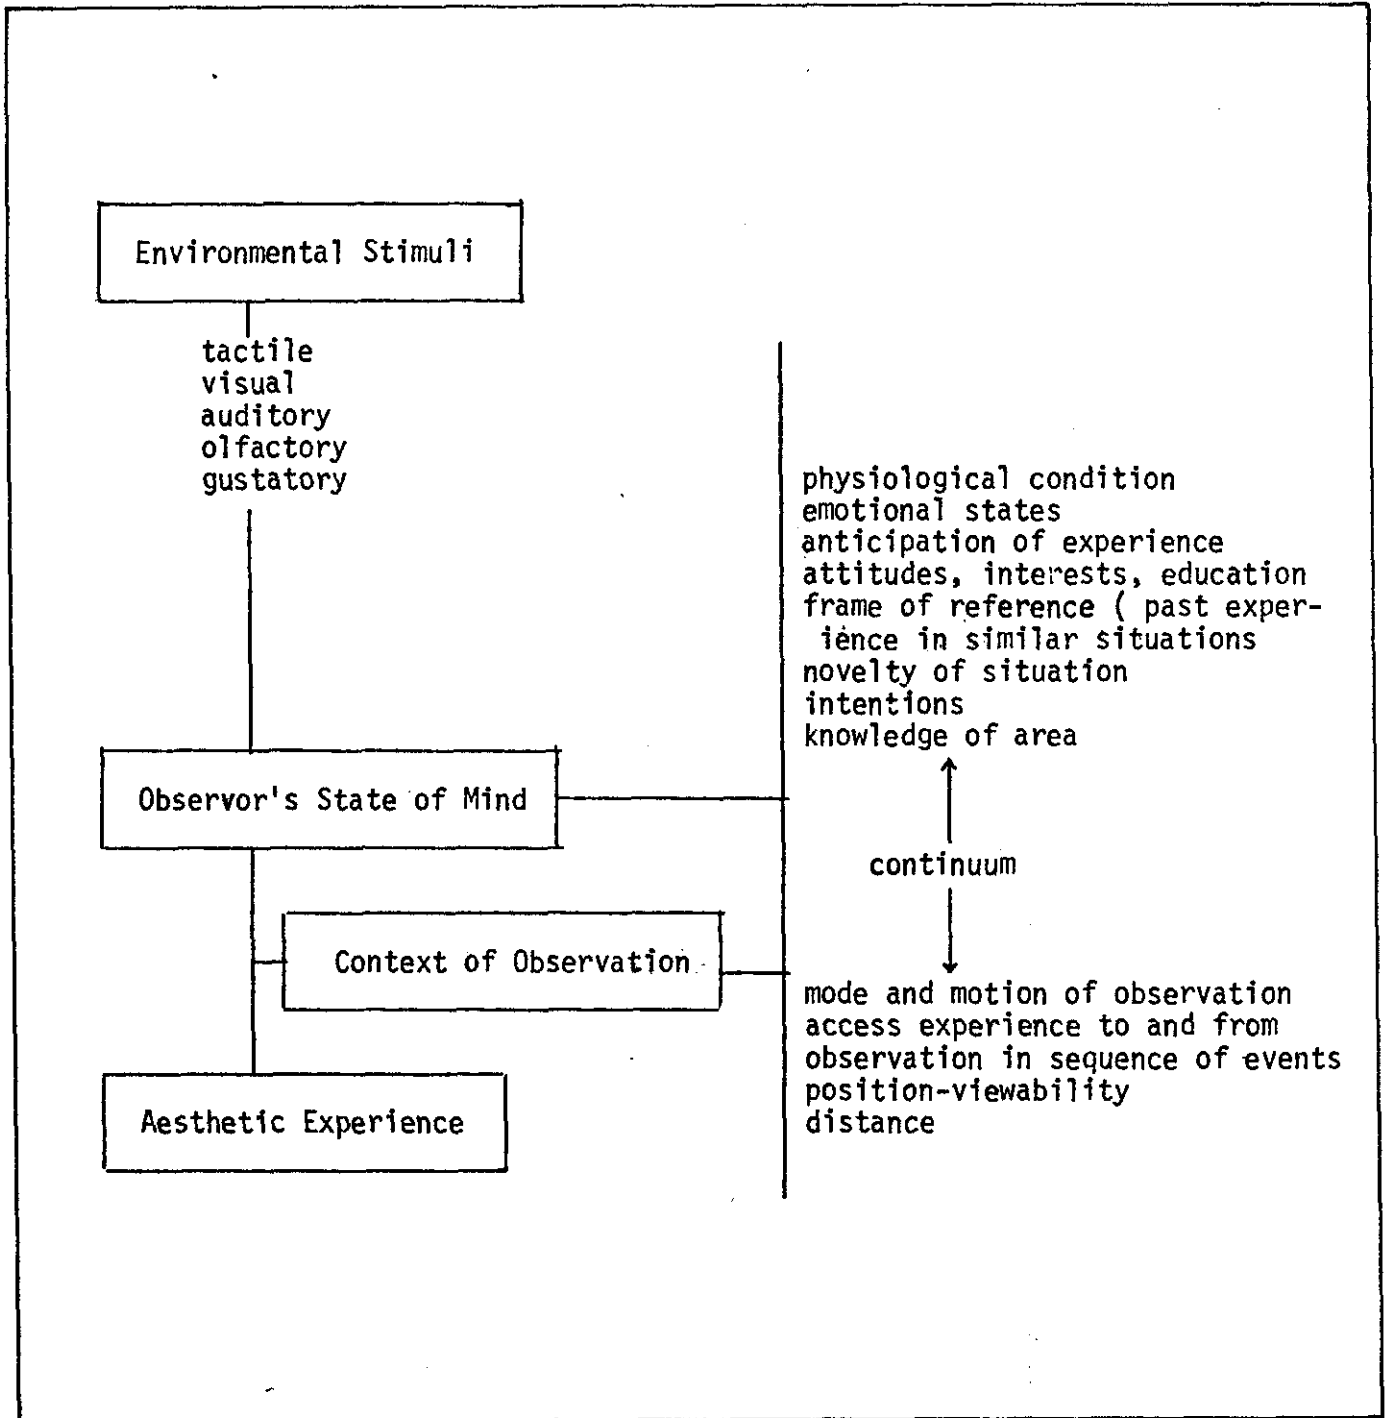 Environmental Stimuli
tactile
visual
auditory
olfactory
gustatory
physiological condition
emotional states
anticipation of experience
attitudes, interests, education
frame of reference ( past exper-
ience in similar situations
novelty of situation
intentions
knowledge of area
Observor's State of Mind
continuum
Context of Observation
mode and motion of observation
access experience to and from
observation in sequence of events
position-viewability
distance
Aesthetic Experience